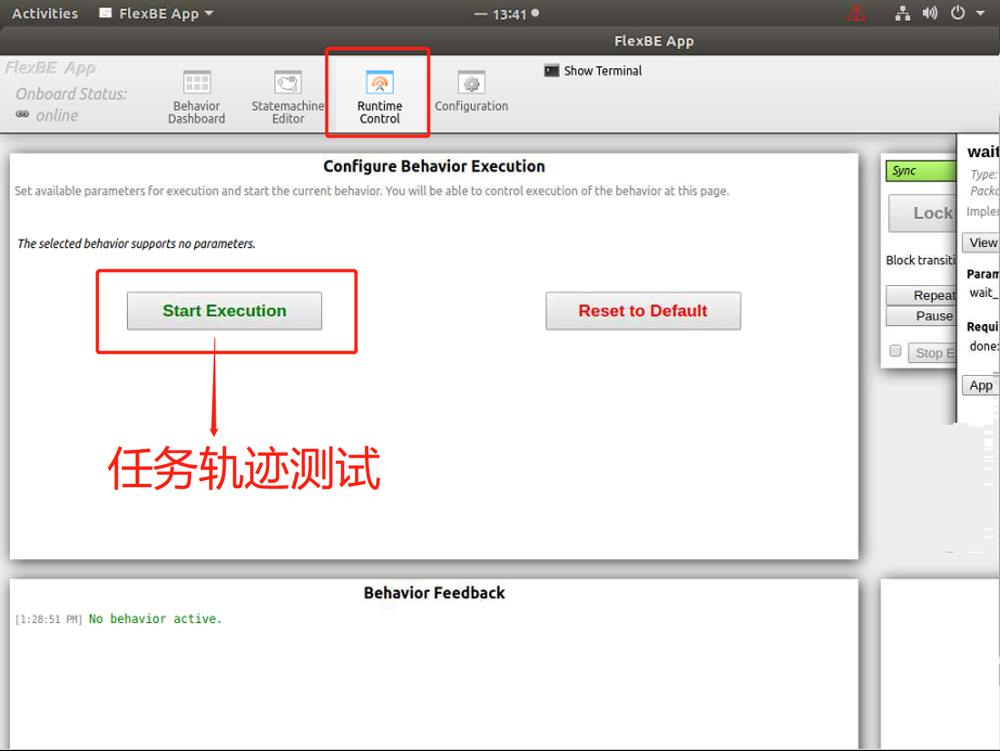 Activities
FlexBE App
13:41
FlexBE App
FlexBE App
Onboard Status:
online
Behavior
Dashboard
Statemachine
Editor
Runtime
Control
Configuration
Show Terminal
Configure Behavior Execution
Set available parameters for execution and start the current behavior. You will be able to control execution of the behavior at this page.
The selected behavior supports no parameters.
Start Execution
Reset to Default
任务轨迹测试
Sync
Lock
Block transiti
Repeat
Pause
Stop E
wait
Type:
Packa
Imple
View
Param
wait_
Requi
done:
App
Behavior Feedback
[1:28:51 PM] No behavior active.